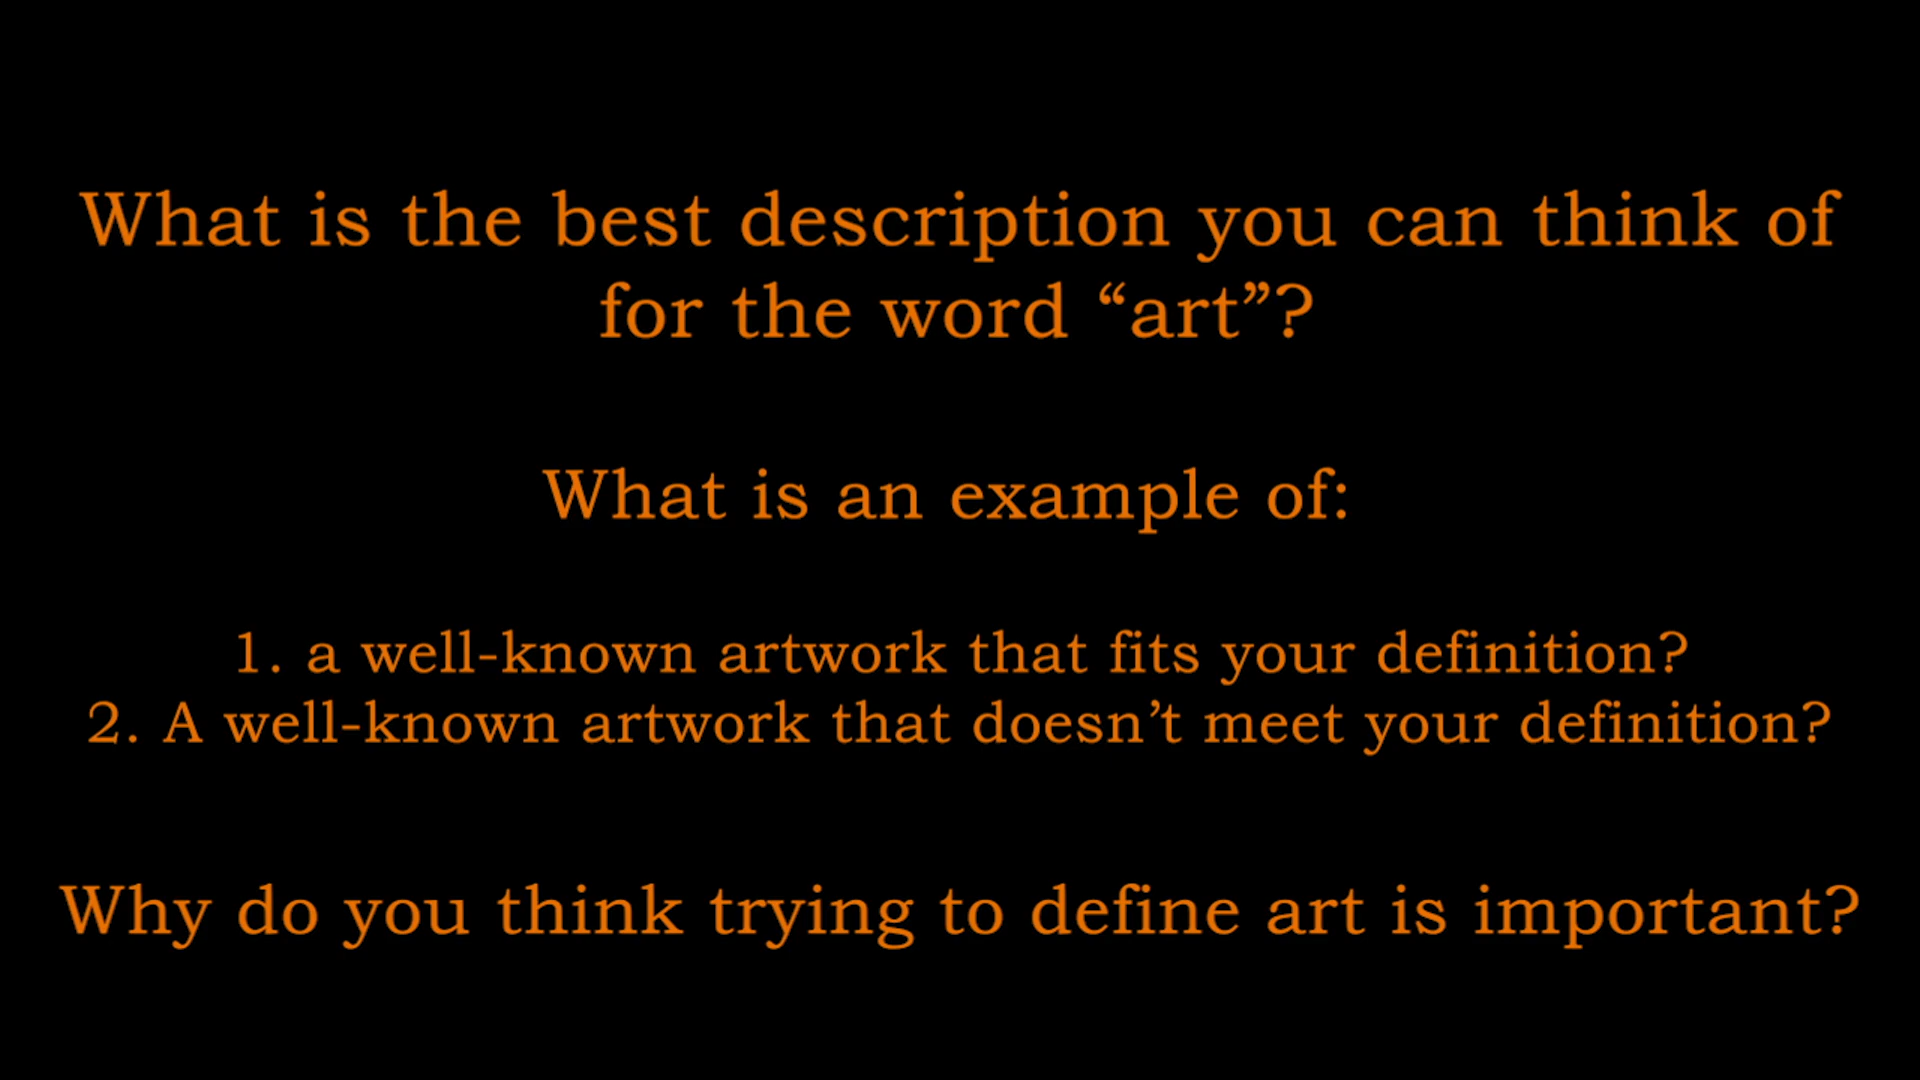 What is the best description you can think of
for the word “art”?
What is an example of:
1. a well-known artwork that fits your definition?
2. A well-known artwork that doesn’t meet your definition?
Why do you think trying to define art is important?